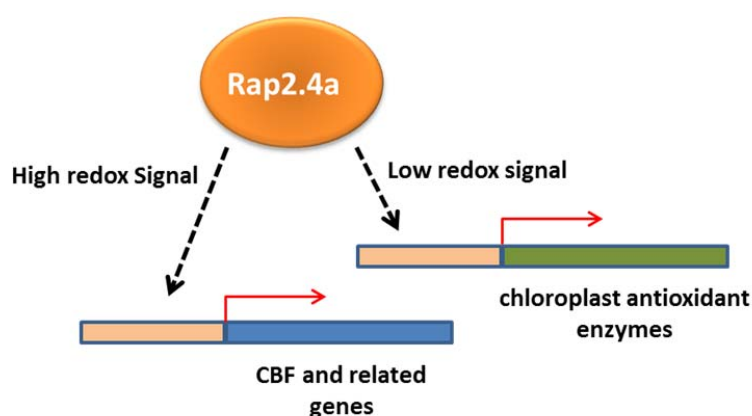 Rap2.4a
High redox Signal
Low redox signal
chloroplast antioxidant
enzymes
CBF and related
genes